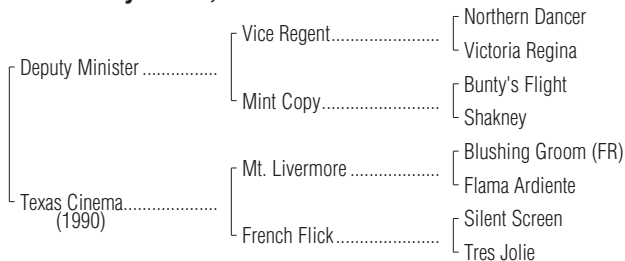 Northern Dancer
Vice Regent......................
Victoria Regina
Deputy Minister ...............
Bunty's Flight
Mint Copy.......................
Shakney
Blushing Groom (FR)
Mt. Livermore ..................
Flama Ardiente
Texas Cinema...................
(1990)
Silent Screen
French Flick.....................
Tres Jolie